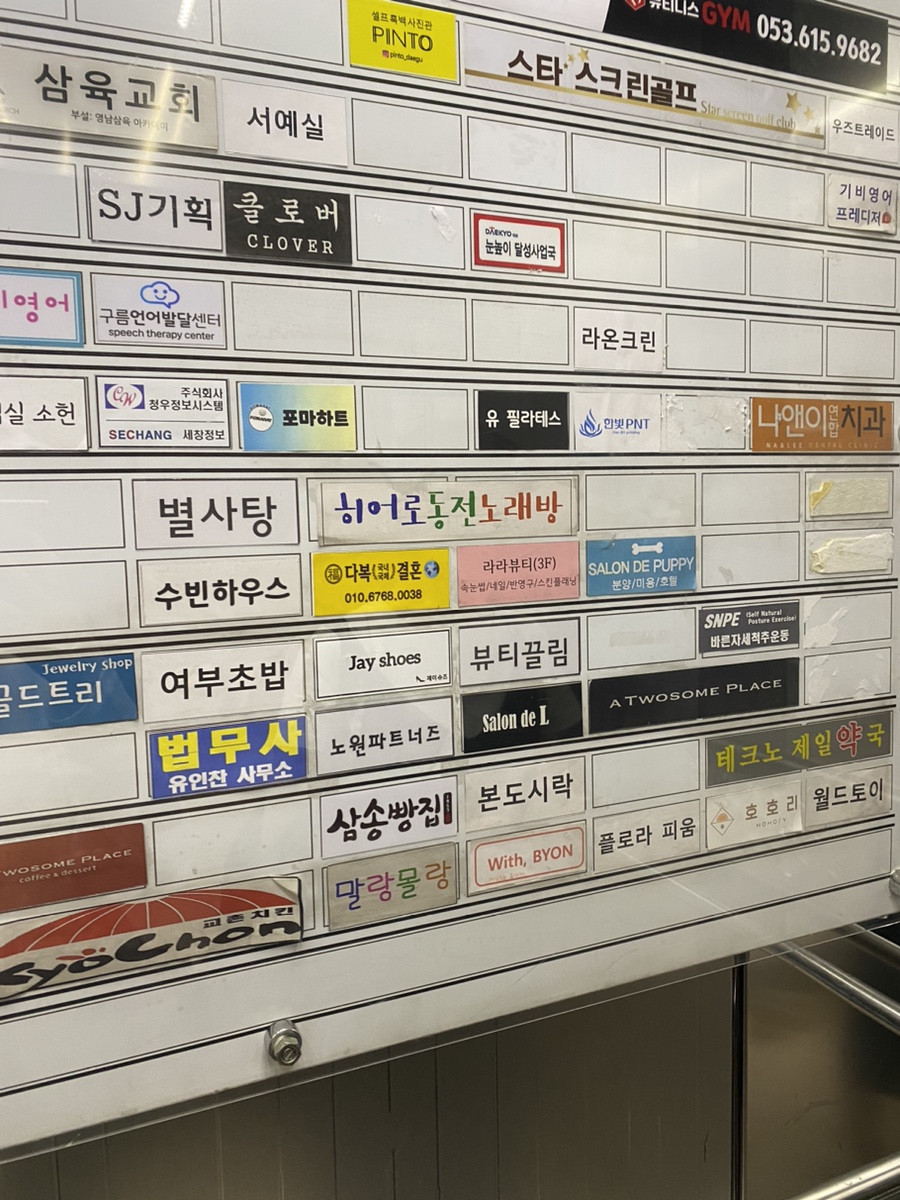 뷰티니스 GYM 053.615.9682
셀프흑백사진관
PINTO
pinto_daegu
스타 스크린골프
Star screen golf club
삼육교회
부설: 영남삼육 아카데미
서예실
우즈트레이드
SJ기획
클로버
CLOVER
DAEKYO
눈높이 달성사업국
기비영어
프레디저
영어
구름언어발달센터
speech therapy center
라온크린
실 소헌
CW 주식회사
청우정보시스템
SECHANG 세창정보
포마하트
유 필라테스
한빛PNT
나앤이연합치과
NA&LEE DENTAL CLINIC
별사탕
히어로동전노래방
수빈하우스
다복(국내국제)결혼
010.6768.0038
라라뷰티(3F)
속눈썹/네일/반영구/스킨플래닝
SALON DE PUPPY
분양/미용/호텔
SNPE (Self Natural
Posture Exercise)
바른자세척추운동
Jewelry Shop
골드트리
여부초밥
Jay shoes
제이슈즈
뷰티끌림
법무사
유인찬 사무소
노원파트너즈
Salon de L
A TWOSOME PLACE
테크노 제일약국
삼송빵집
본도시락
호호리
HOHORY
월드토이
TWOSOME PLACE
coffee & dessert
말랑몰랑
With, BYON
플로라 피움
교촌치킨
KyoChon